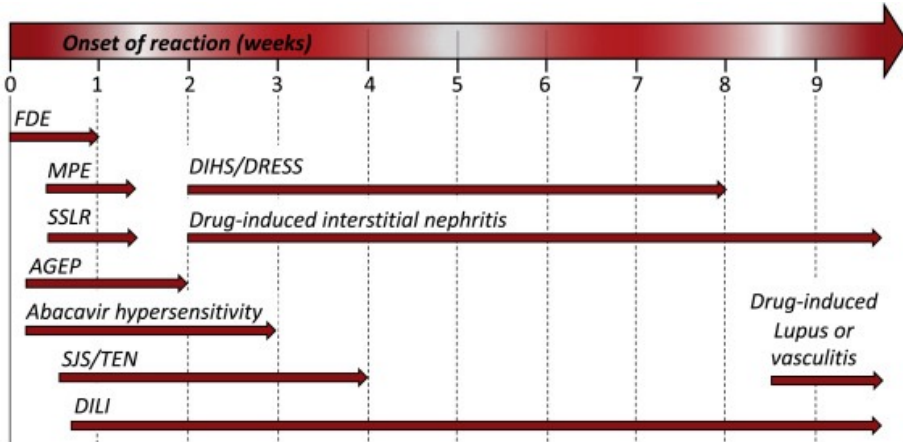 Onset of reaction (weeks)
0 1 2 3 4 5 6 7 8 9
FDE
MPE
DIHS/DRESS
SSLR
Drug-induced interstitial nephritis
AGEP
Abacavir hypersensitivity
Drug-induced
Lupus or
vasculitis
SJS/TEN
DILI